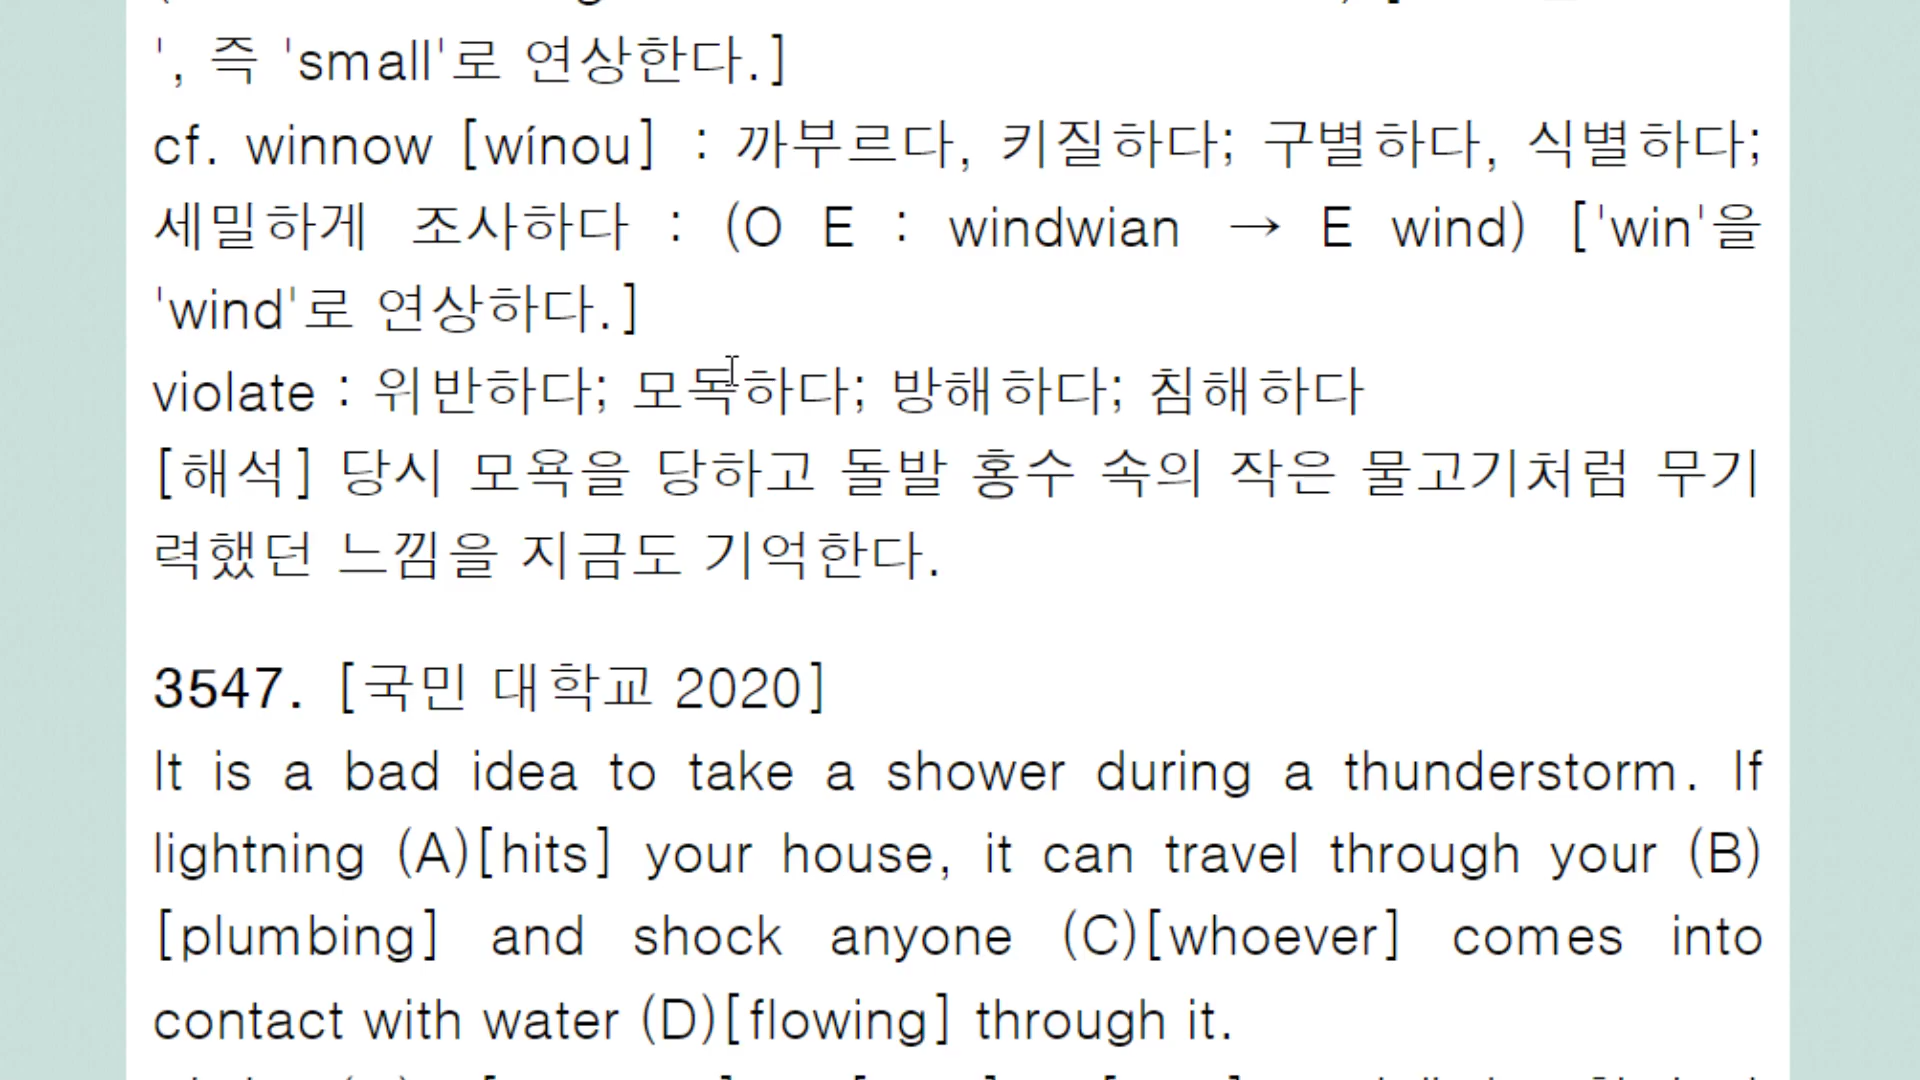 ', 즉 'small'로 연상한다.]
cf. winnow [wínou] : 까부르다, 키질하다; 구별하다, 식별하다;
세밀하게 조사하다 : (O E : windwian → E wind) ['win'을
'wind'로 연상하다.]
violate : 위반하다; 모독하다; 방해하다; 침해하다
[해석] 당시 모욕을 당하고 돌발 홍수 속의 작은 물고기처럼 무기
력했던 느낌을 지금도 기억한다.
3547. [국민 대학교 2020]
It is a bad idea to take a shower during a thunderstorm. If
lightning (A)[hits] your house, it can travel through your (B)
[plumbing] and shock anyone (C)[whoever] comes into
contact with water (D)[flowing] through it.